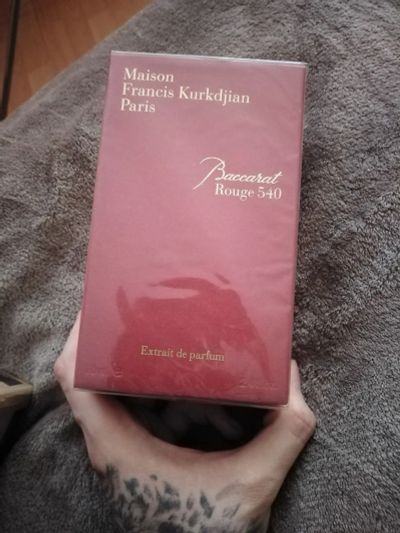 Maison
Francis Kurkdjian
Paris
Baccarat
Rouge 540
Extrait de parfum